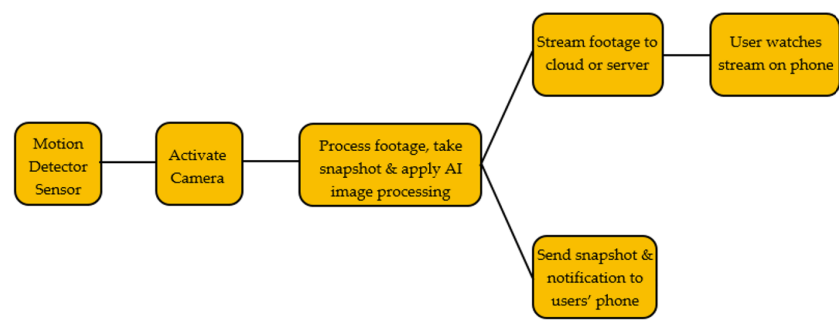 Motion
Detector
Sensor
Activate
Camera
Process footage, take
snapshot & apply AI
image processing
Stream footage to
cloud or server
User watches
stream on phone
Send snapshot &
notification to
users’ phone